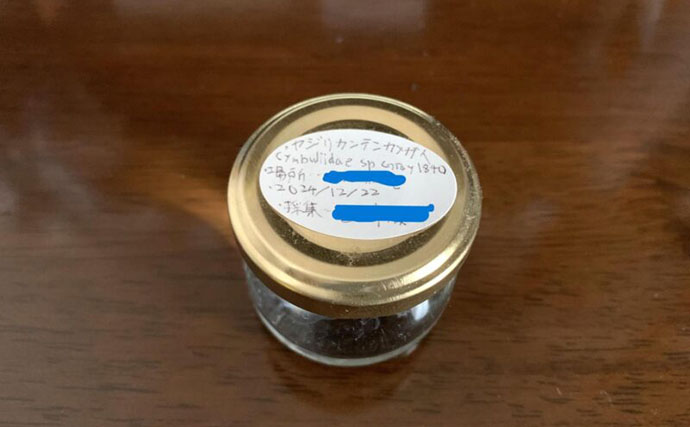 ・ヤジリカンテンカメガイ
Cymbuliidae sp Gray 1840
・場所
・2024/12/22
・採集